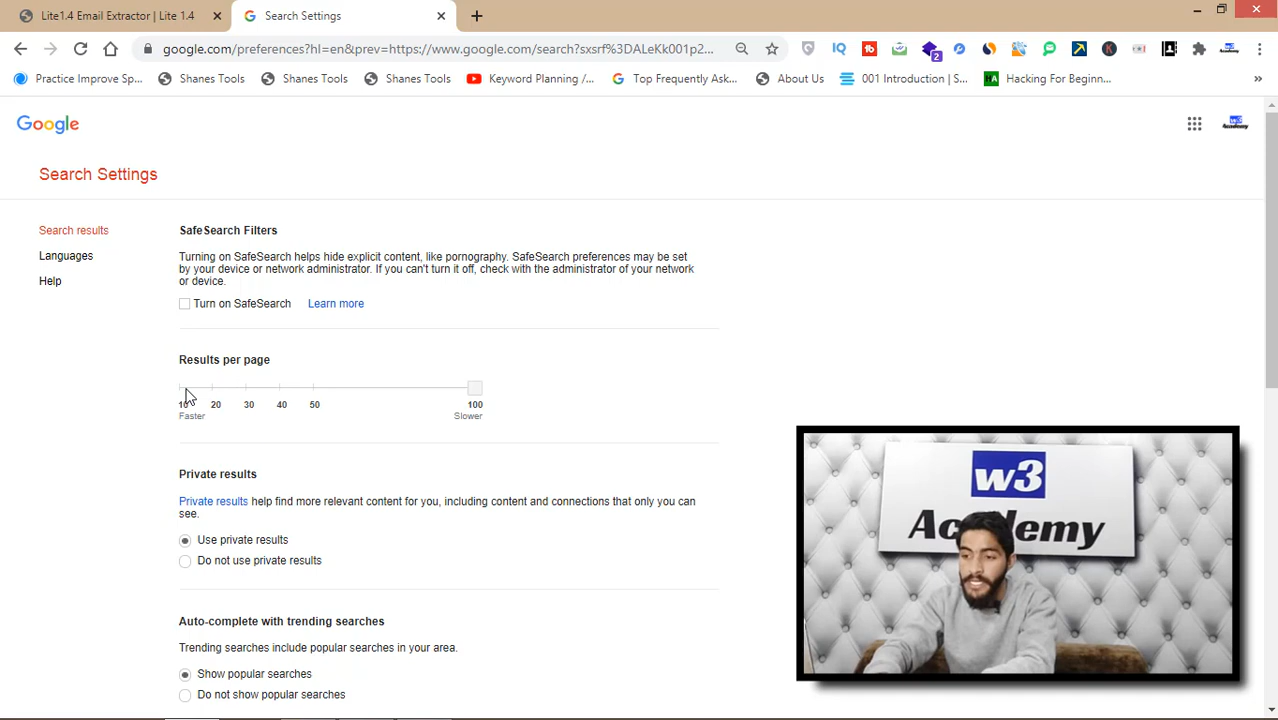 Lite1.4 Email Extractor | Lite 1.4
Search Settings
google.com/preferences?hl=en&prev=https://www.google.com/search?sxsrf%3DALeKk001p2...
2
Practice Improve Sp...
Shanes Tools
Shanes Tools
Shanes Tools
Keyword Planning /...
Top Frequently Ask...
About Us
001 Introduction | S...
HA
Hacking For Beginn...
»
Google
w3
Academy
Search Settings
Search results
Languages
Help
SafeSearch Filters
Turning on SafeSearch helps hide explicit content, like pornography. SafeSearch preferences may be set
by your device or network administrator. If you can't turn it off, check with the administrator of your network
or device.
Turn on SafeSearch Learn more
Results per page
10 20 30 40 50 100
Faster Slower
Private results
Private results help find more relevant content for you, including content and connections that only you can
see.
Use private results
Do not use private results
Auto-complete with trending searches
Trending searches include popular searches in your area.
Show popular searches
Do not show popular searches
w3
Academy